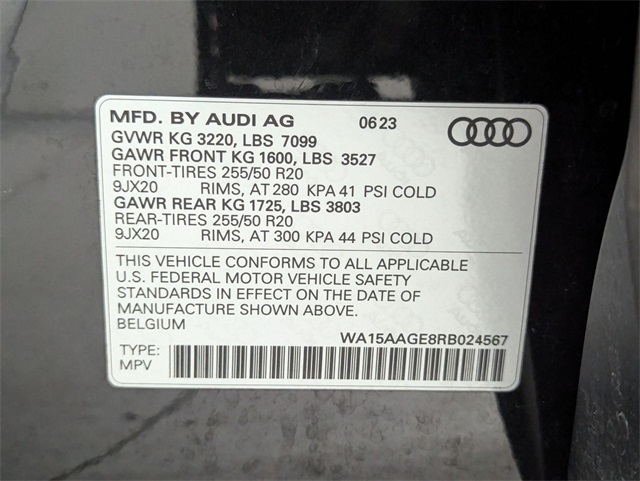 MFD. BY AUDI AG 0623
GVWR KG 3220, LBS 7099
GAWR FRONT KG 1600, LBS 3527
FRONT-TIRES 255/50 R20
9JX20 RIMS, AT 280 KPA 41 PSI COLD
GAWR REAR KG 1725, LBS 3803
REAR-TIRES 255/50 R20
9JX20 RIMS, AT 300 KPA 44 PSI COLD
THIS VEHICLE CONFORMS TO ALL APPLICABLE
U.S. FEDERAL MOTOR VEHICLE SAFETY
STANDARDS IN EFFECT ON THE DATE OF
MANUFACTURE SHOWN ABOVE.
BELGIUM
WA15AAGE8RB024567
TYPE:
MPV